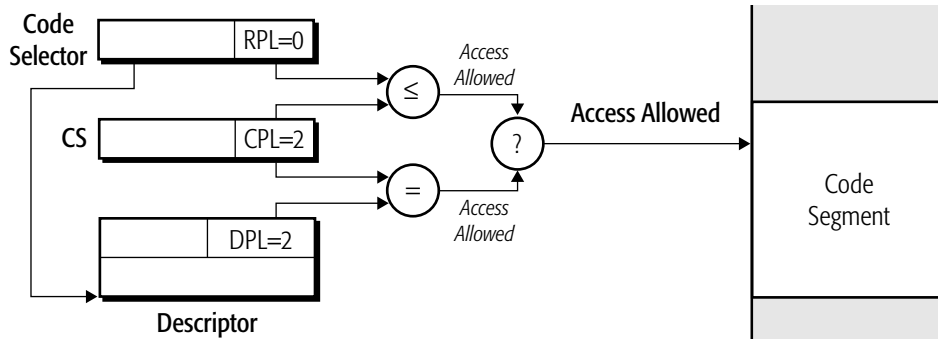 Code
Selector
RPL=0
Access
Allowed
≤
CS
CPL=2
?
Access Allowed
=
Access
Allowed
DPL=2
Code
Segment
Descriptor